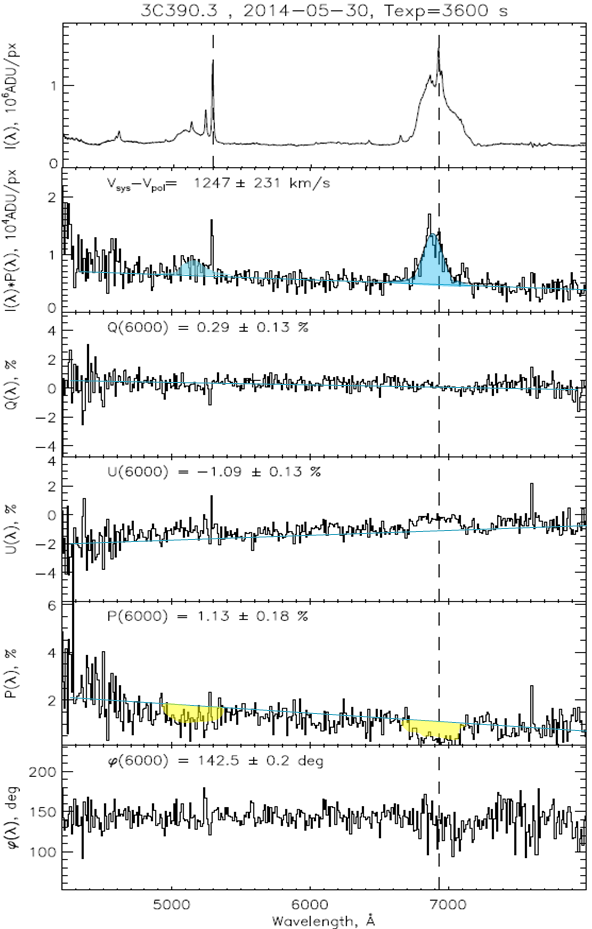 3C390.3 , 2014-05-30, Texp=3600 s
I(λ), 10⁶ADU/px
1
0
V_sys−V_pol= 1247 ± 231 km/s
I(λ)*P(λ), 10⁴ADU/px
2
1
0
Q(6000) = 0.29 ± 0.13 %
Q(λ), %
4
2
0
−2
−4
U(6000) = −1.09 ± 0.13 %
U(λ), %
4
2
0
−2
−4
P(6000) = 1.13 ± 0.18 %
P(λ), %
6
4
2
φ(6000) = 142.5 ± 0.2 deg
φ(λ), deg
200
150
100
5000 6000 7000
Wavelength, Å